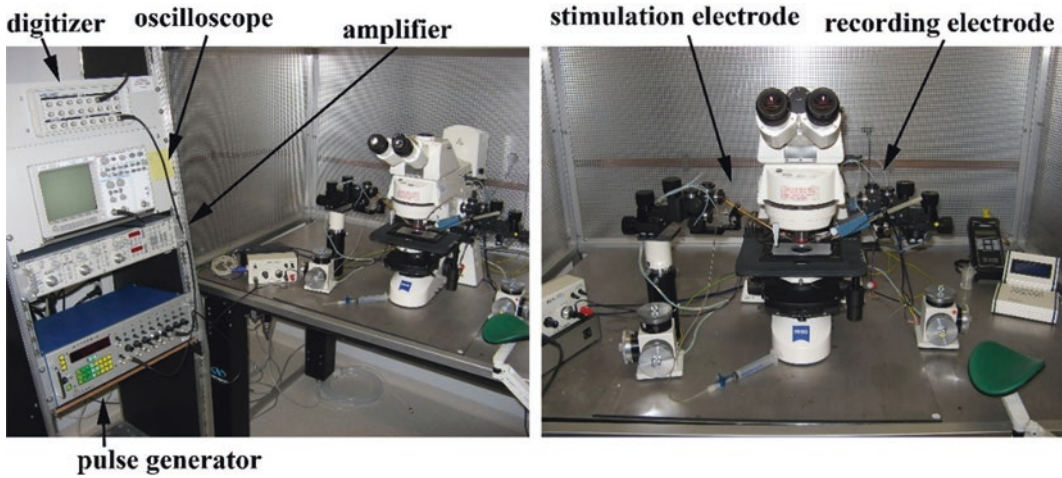 digitizer
oscilloscope
amplifier
stimulation electrode
recording electrode
pulse generator